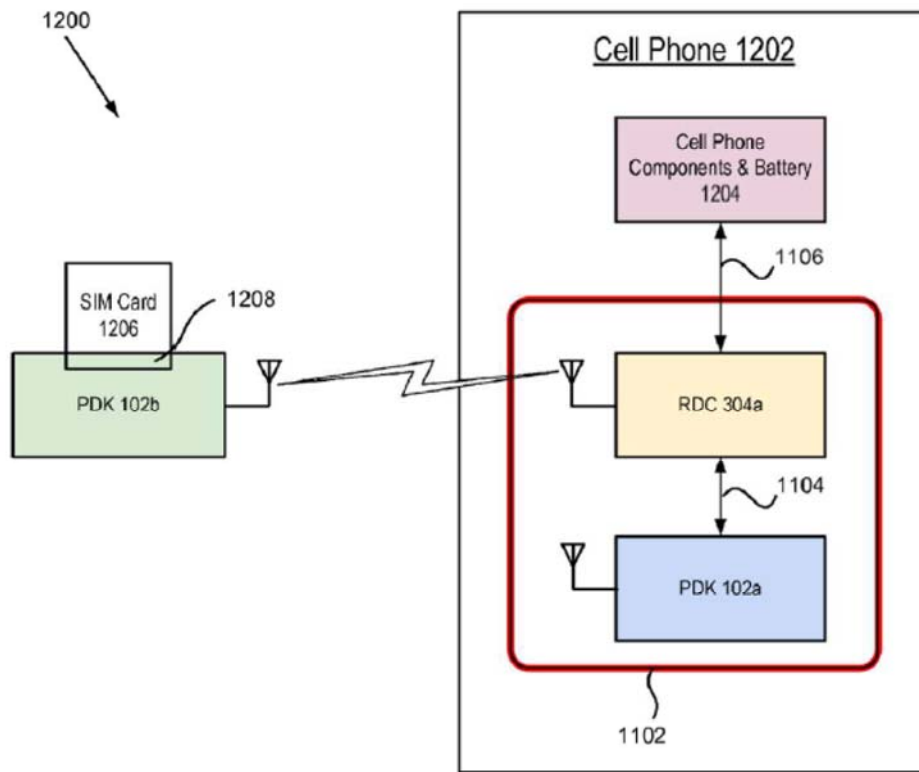 1200
Cell Phone 1202
Cell Phone
Components & Battery
1204
1106
SIM Card
1206
1208
PDK 102b
RDC 304a
1104
PDK 102a
1102